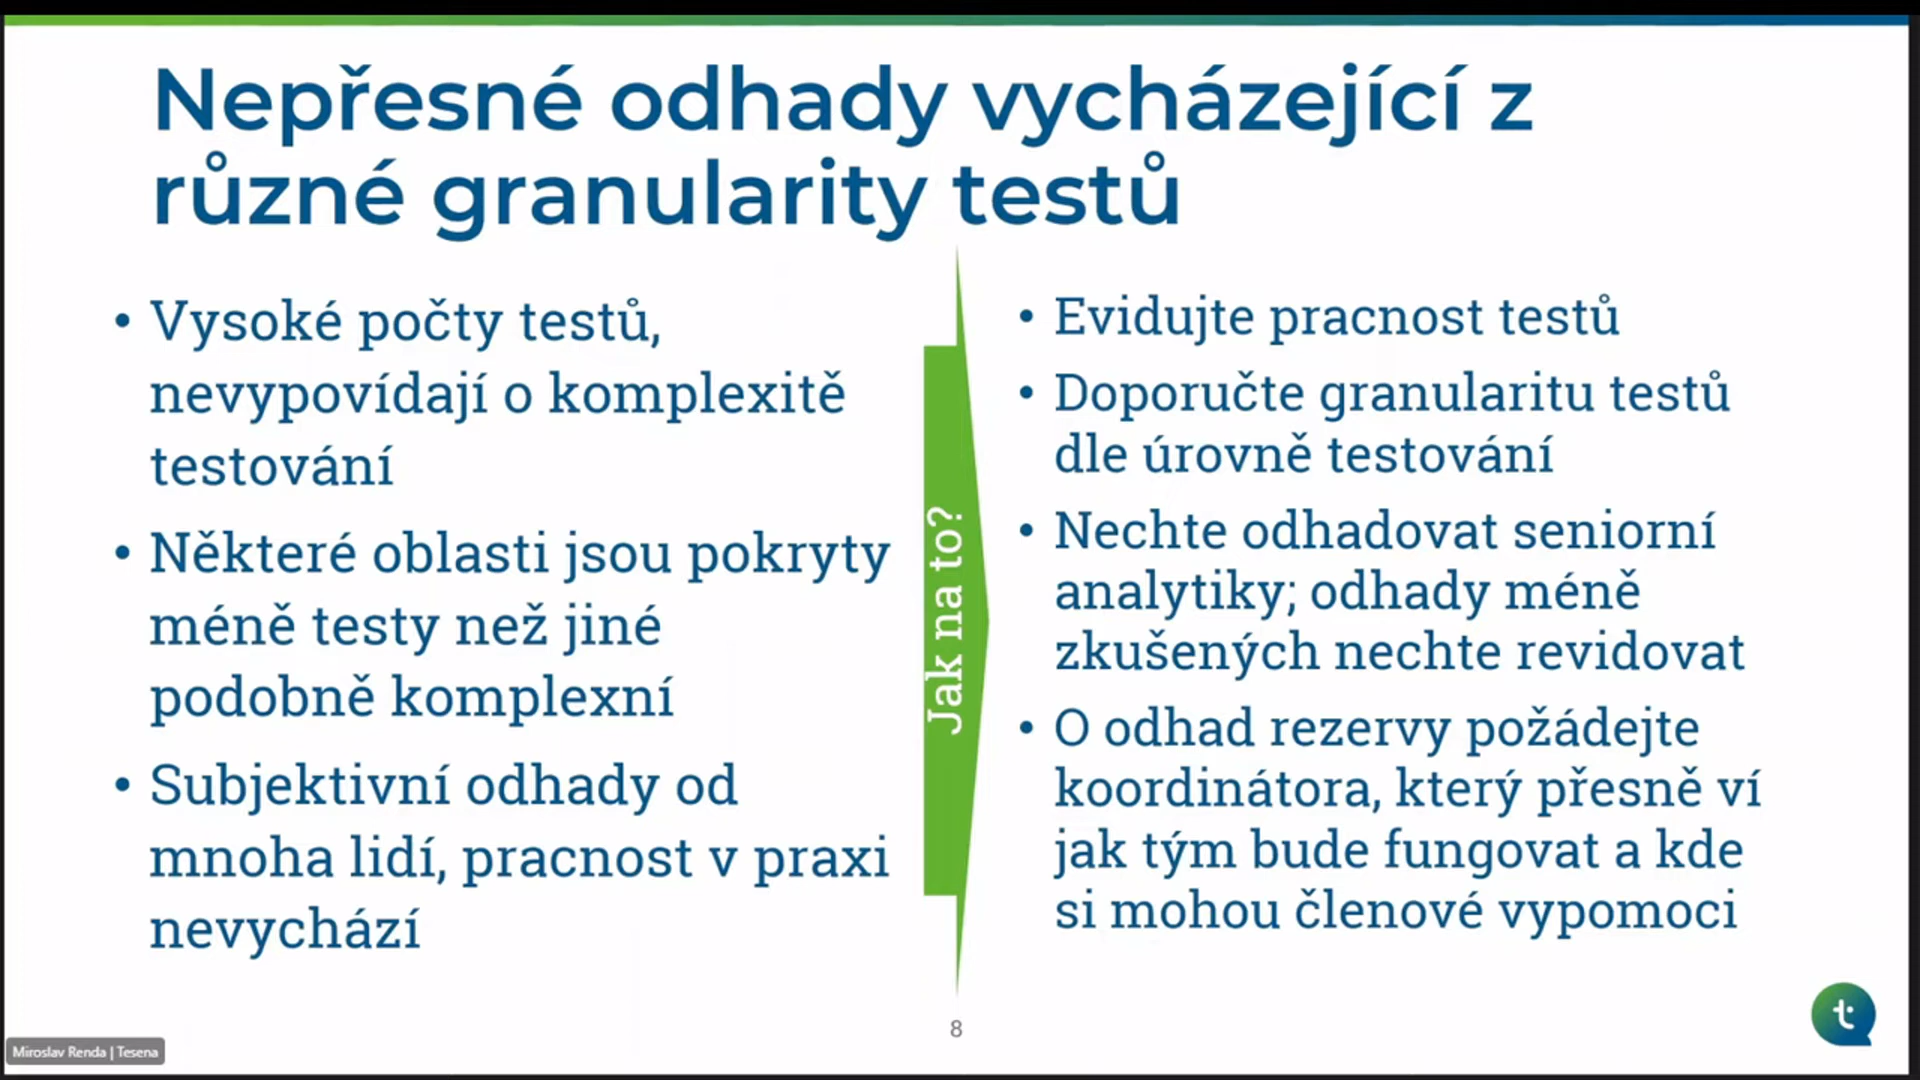 Nepřesné odhady vycházející z
různé granularity testů
• Vysoké počty testů,
nevypovídají o komplexitě
testování
• Některé oblasti jsou pokryty
méně testy než jiné
podobně komplexní
• Subjektivní odhady od
mnoha lidí, pracnost v praxi
nevychází
Jak na to?
• Evidujte pracnost testů
• Doporučte granularitu testů
dle úrovně testování
• Nechte odhadovat seniorní
analytiky; odhady méně
zkušených nechte revidovat
• O odhad rezervy požádejte
koordinátora, který přesně ví
jak tým bude fungovat a kde
si mohou členové vypomoci
8
t
Miroslav Renda | Tesena